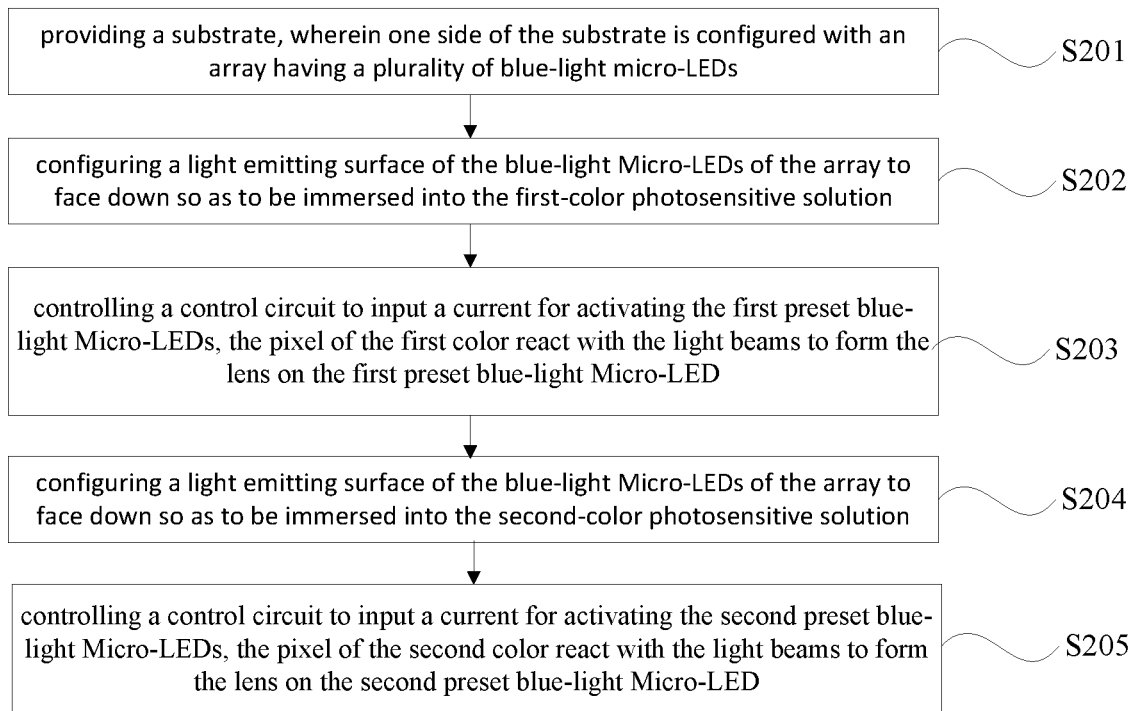 providing a substrate, wherein one side of the substrate is configured with an
array having a plurality of blue-light micro-LEDs
S201
configuring a light emitting surface of the blue-light Micro-LEDs of the array to
face down so as to be immersed into the first-color photosensitive solution
S202
controlling a control circuit to input a current for activating the first preset blue-
light Micro-LEDs, the pixel of the first color react with the light beams to form the
lens on the first preset blue-light Micro-LED
S203
configuring a light emitting surface of the blue-light Micro-LEDs of the array to
face down so as to be immersed into the second-color photosensitive solution
S204
controlling a control circuit to input a current for activating the second preset blue-
light Micro-LEDs, the pixel of the second color react with the light beams to form
the lens on the second preset blue-light Micro-LED
S205